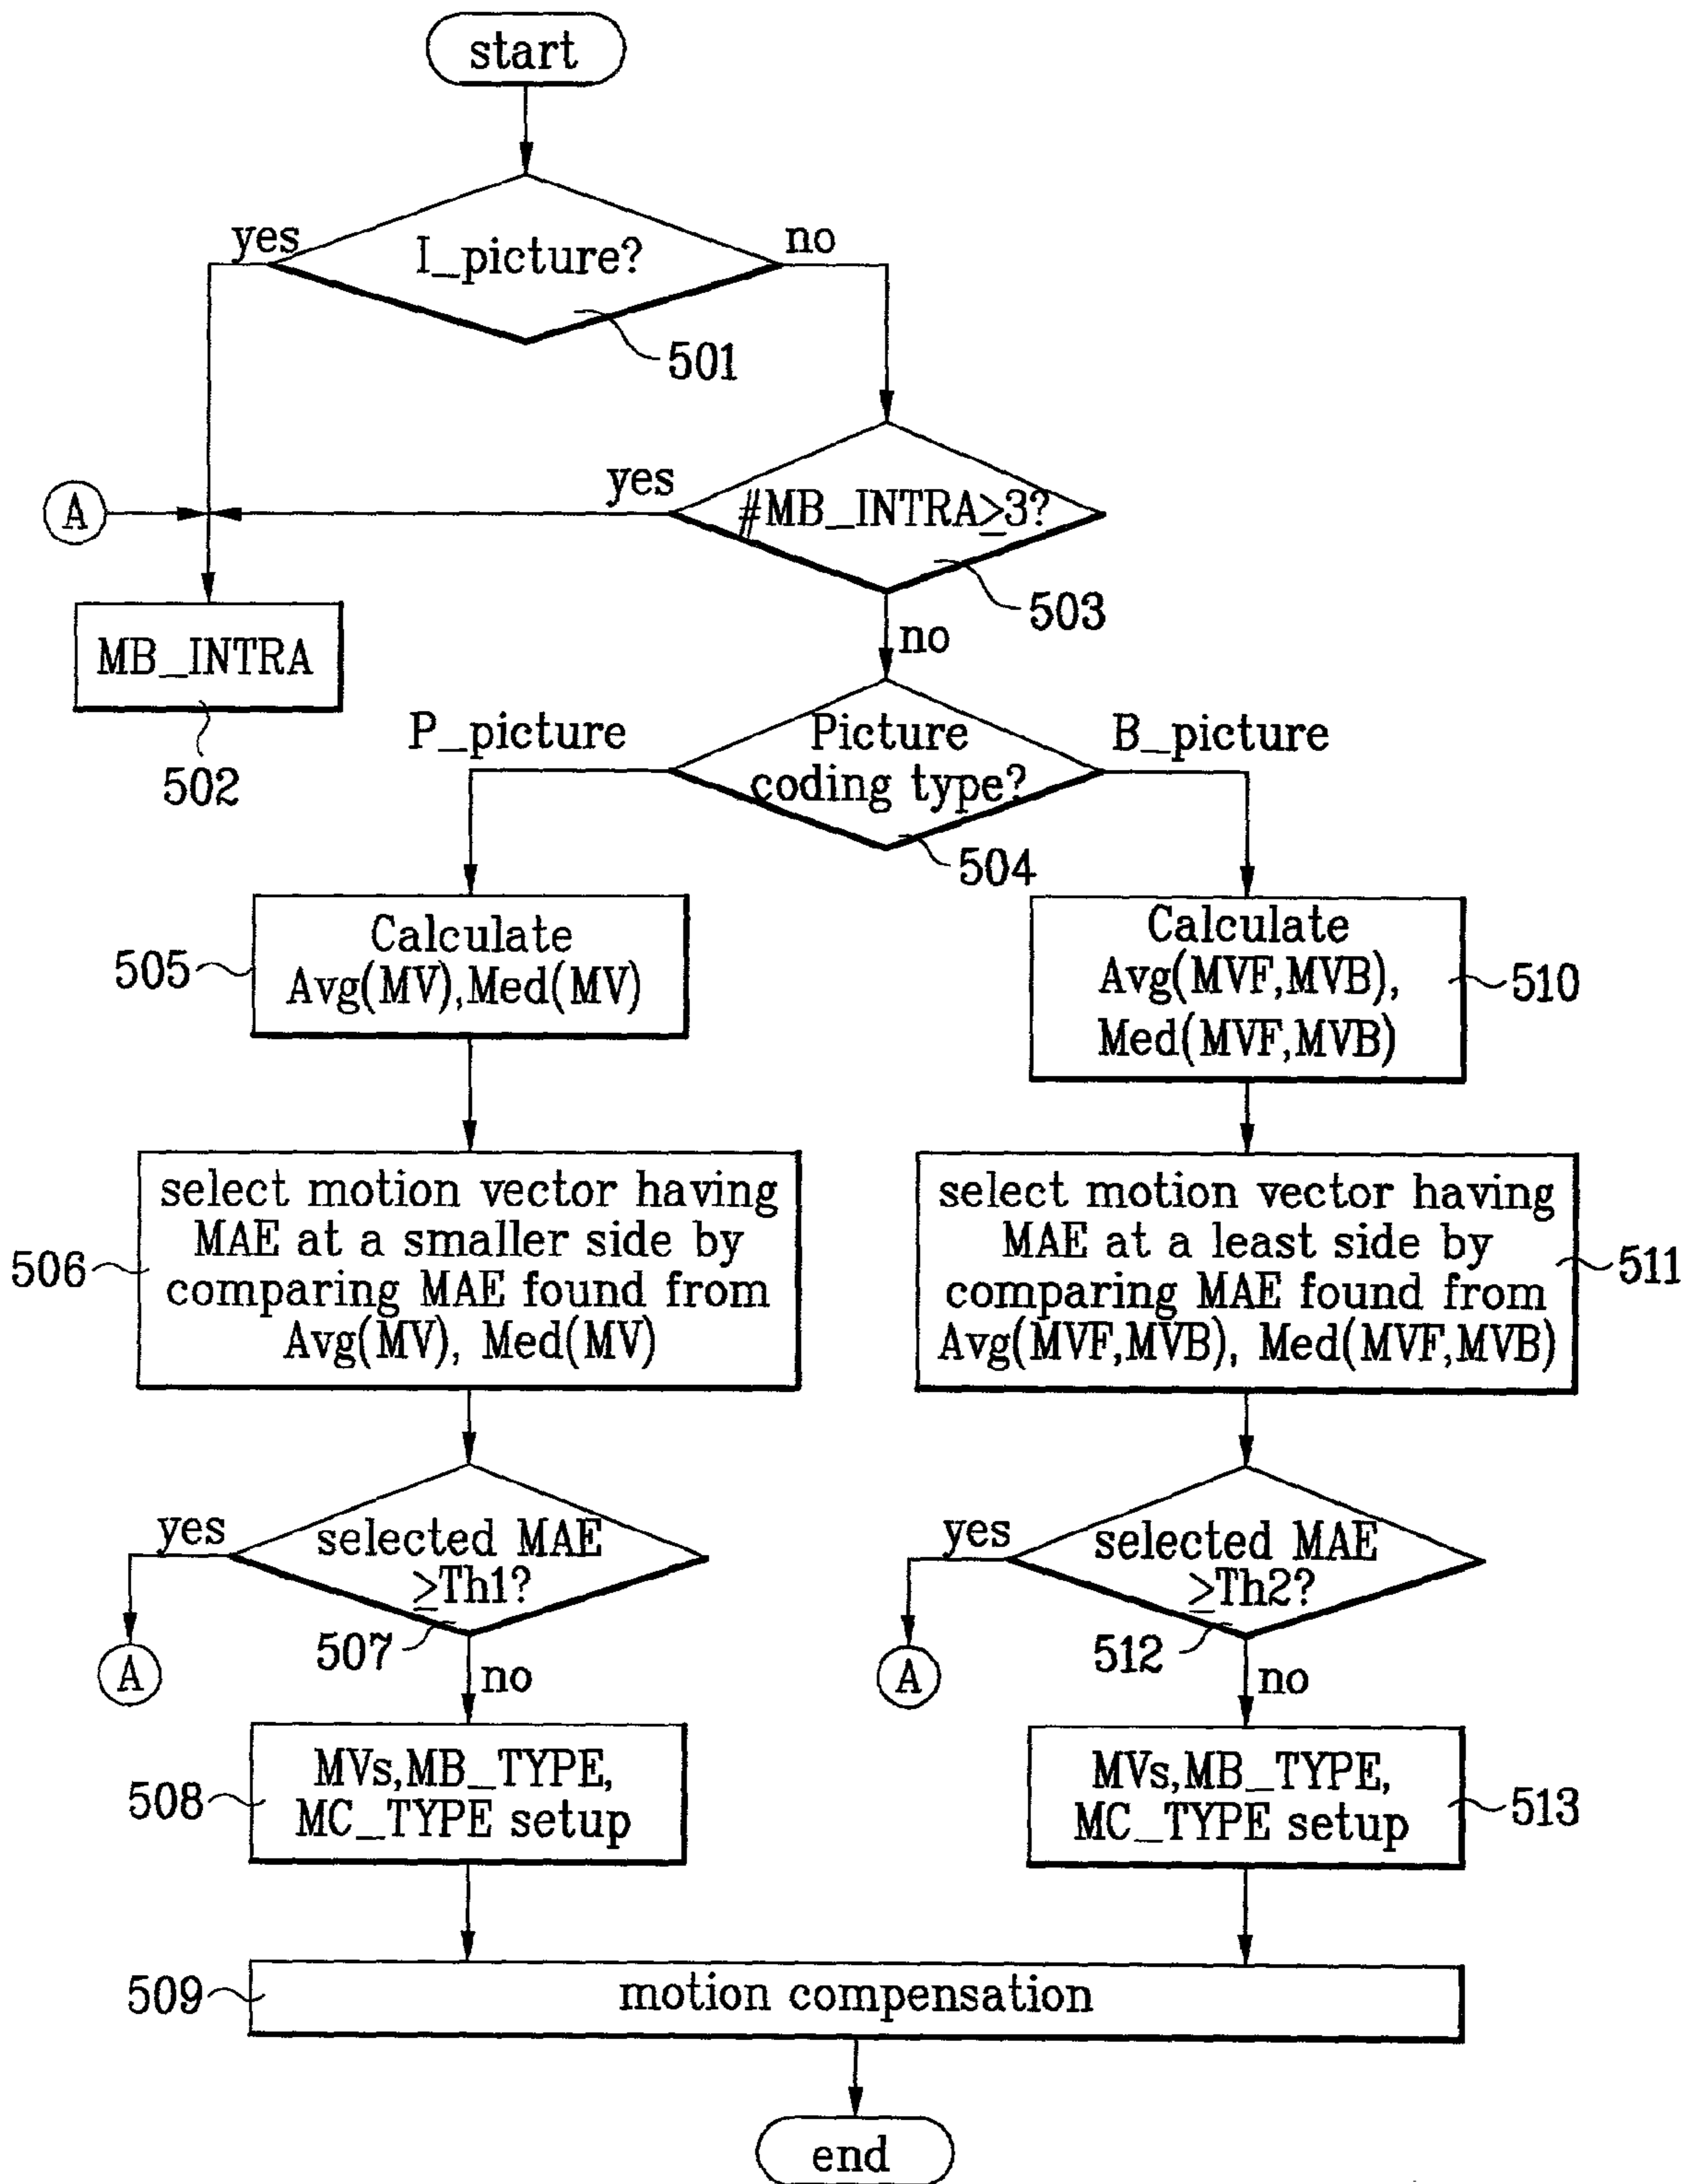 start
yes
I_picture?
no
501
A
yes
#MB_INTRA≥3?
503
no
MB_INTRA
502
P_picture
Picture
coding type?
B_picture
504
505
Calculate
Avg(MV),Med(MV)
Calculate
Avg(MVF,MVB),
Med(MVF,MVB)
510
506
select motion vector having
MAE at a smaller side by
comparing MAE found from
Avg(MV), Med(MV)
select motion vector having
MAE at a least side by
comparing MAE found from
Avg(MVF,MVB), Med(MVF,MVB)
511
yes
selected MAE
≥Th1?
507
A
no
yes
selected MAE
≥Th2?
512
A
no
508
MVs,MB_TYPE,
MC_TYPE setup
MVs,MB_TYPE,
MC_TYPE setup
513
509
motion compensation
end